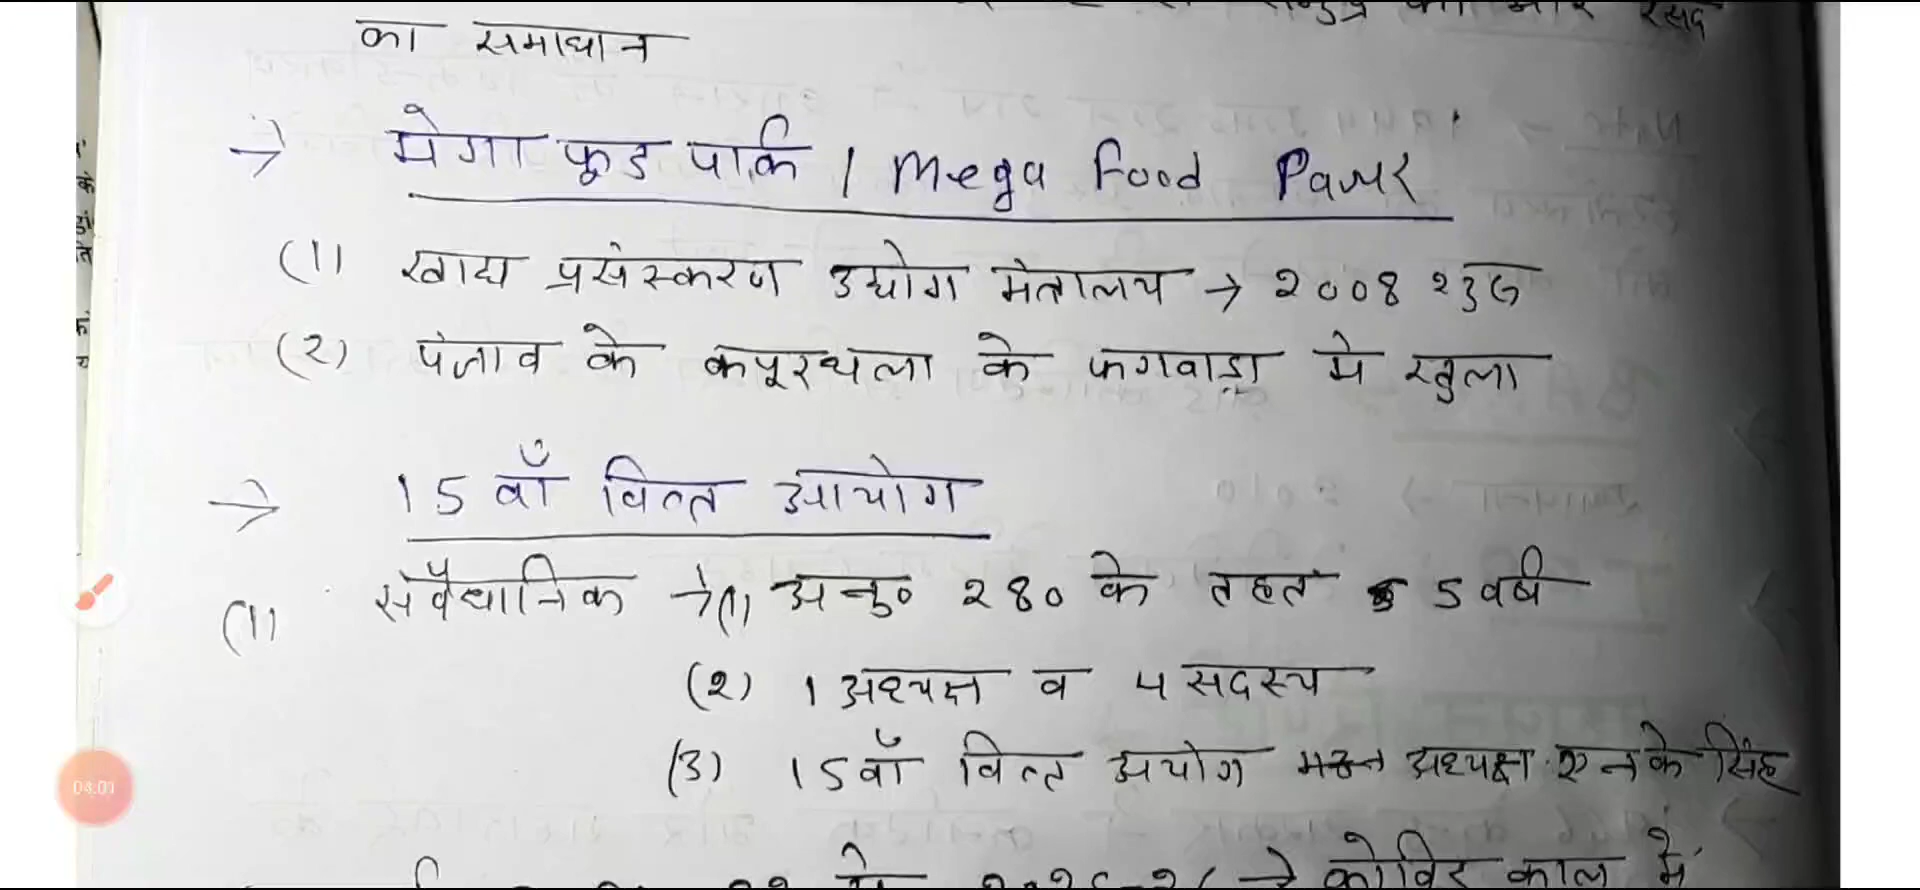 का समाधान
→ मेगा फूड पार्क / Mega Food Park
(1) खाद्य प्रसंस्करण उद्योग मंत्रालय → 2008 शुरू
(2) पंजाब के कपूरथला के फगवाड़ा मे खुला
→ 15 वाँ वित्त आयोग
(1) संवैधानिक → (1) अनु० 280 के तहत 5 वर्ष
(2) 1 अध्यक्ष व 4 सदस्य
(3) 15वाँ वित्त अयोग अध्यक्ष एन के सिंह
→ कोविड काल में